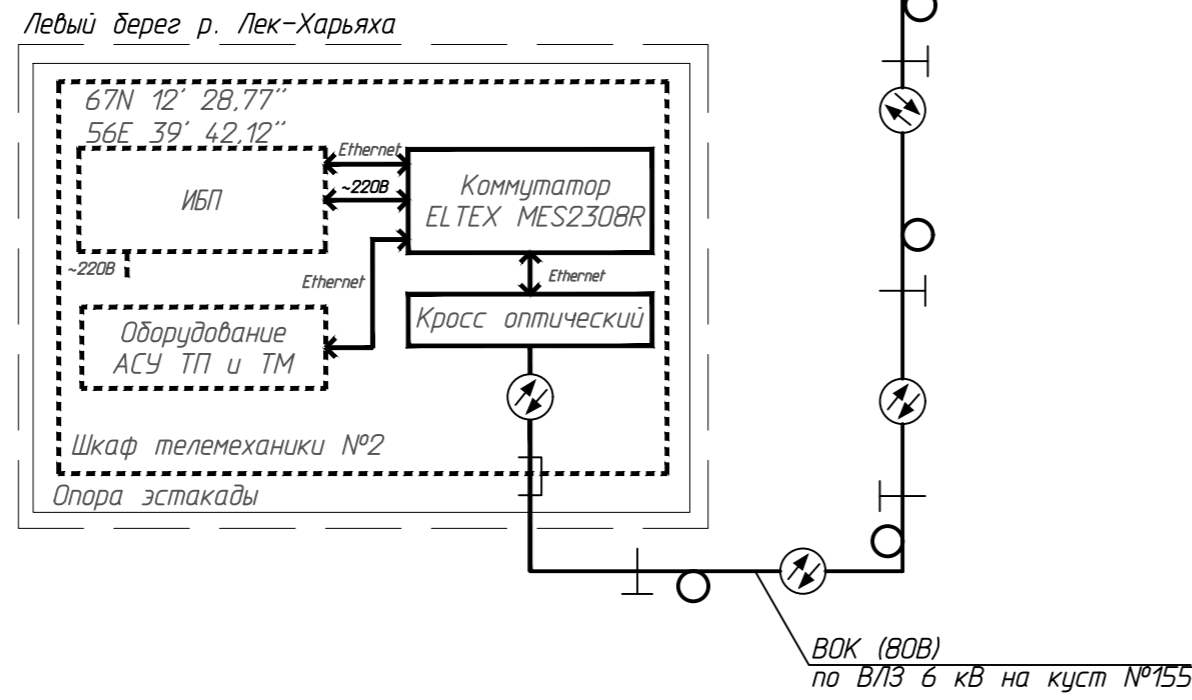 Левый берег р. Лек-Харьяха
67N 12' 28,77"
56E 39' 42,12"
ИБП
Ethernet
~220В
Коммутатор
ELTEX MES2308R
~220В
Ethernet
Ethernet
Оборудование
АСУ ТП и ТМ
Кросс оптический
Шкаф телемеханики №2
Опора эстакады
ВОК (8ОВ)
по ВЛЗ 6 кВ на куст №155